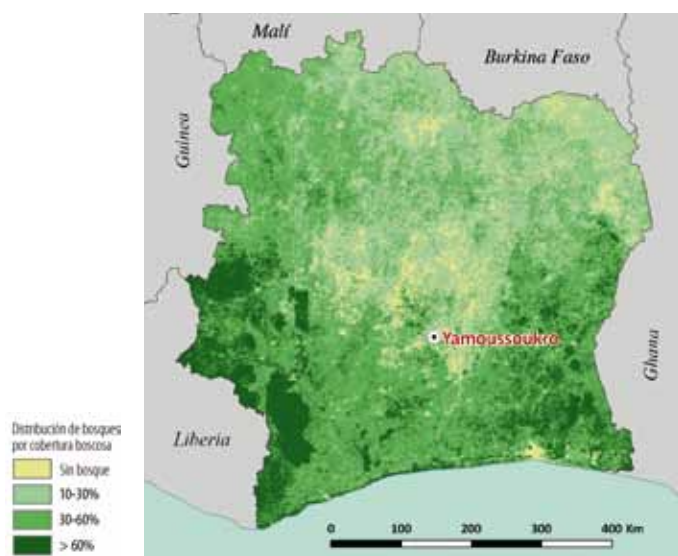 Malí
Burkina Faso
Guinea
Yamoussoukro
Ghana
Liberia
Distribución de bosques
por cobertura boscosa
Sin bosque
10-30%
30-60%
> 60%
0 100 200 300 400 Km